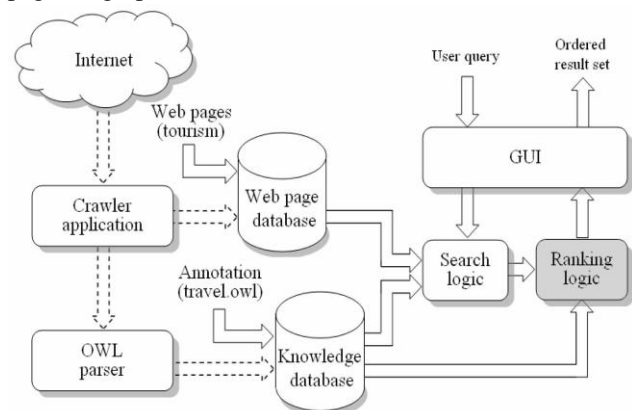 Internet
User query
Ordered
result set
Web pages
(tourism)
GUI
Crawler
application
Web page
database
Search
logic
Ranking
logic
Annotation
(travel.owl)
OWL
parser
Knowledge
database